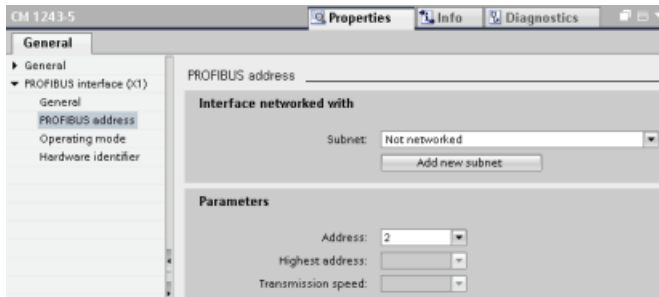 CM 1243-5
Properties
Info
Diagnostics
General
General
PROFIBUS interface (X1)
General
PROFIBUS address
Operating mode
Hardware identifier
PROFIBUS address
Interface networked with
Subnet: Not networked
Add new subnet
Parameters
Address: 2
Highest address:
Transmission speed: